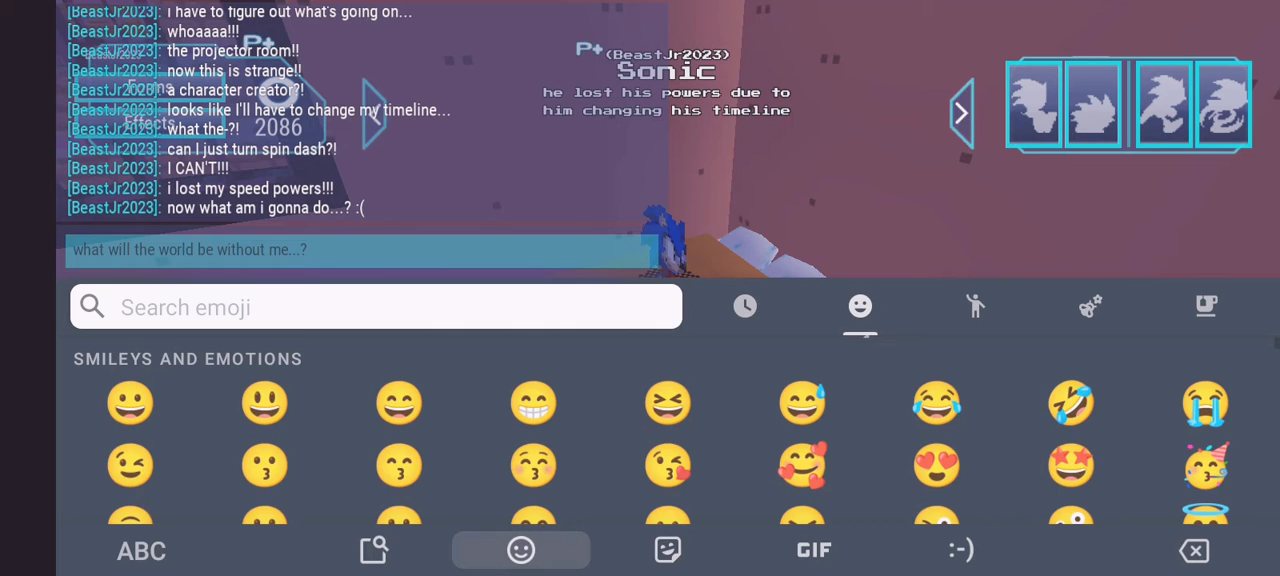 [BeastJr2023]: i have to figure out what's going on...
[BeastJr2023]: whoaaaa!!!
[BeastJr2023]: the projector room!!
[BeastJr2023]: now this is strange!!
[BeastJr2023]: a character creator?!
[BeastJr2023]: looks like I'll have to change my timeline...
[BeastJr2023]: what the-?!
[BeastJr2023]: can I just turn spin dash?!
[BeastJr2023]: I CAN'T!!!
[BeastJr2023]: i lost my speed powers!!!
[BeastJr2023]: now what am i gonna do...? :(
P+
Forms
Effects
2086
P+(BeastJr2023)
Sonic
he lost his powers due to
him changing his timeline
what will the world be without me...?
Search emoji
SMILEYS AND EMOTIONS
ABC
GIF
:-)